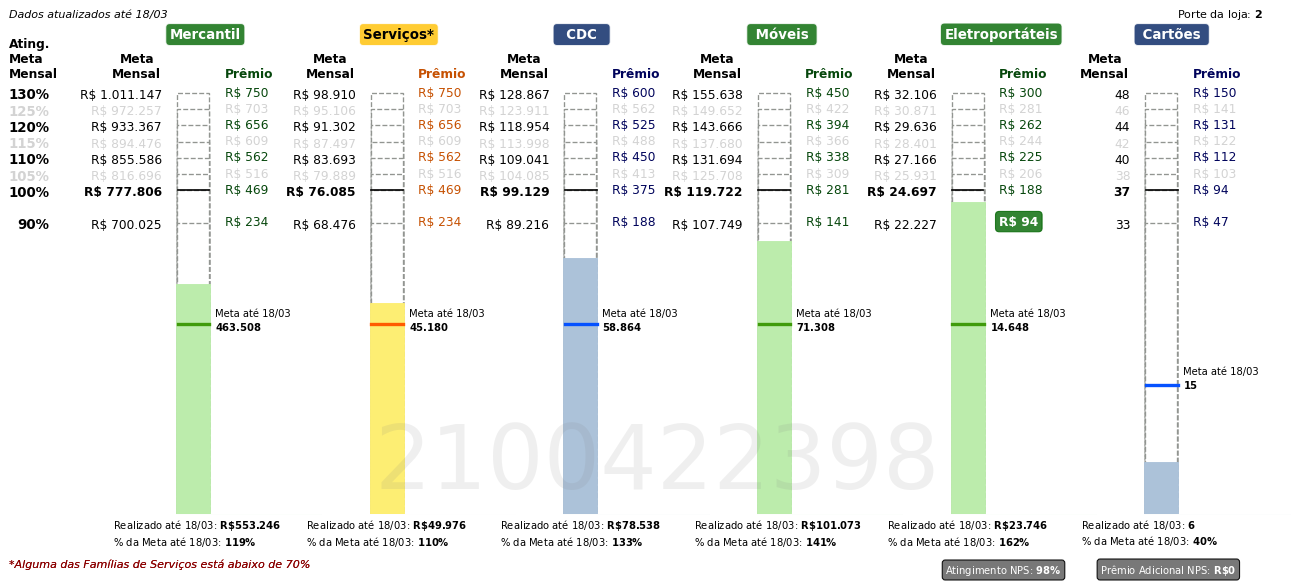 Dados atualizados até 18/03 Porte da loja: 2
Mercantil Serviços* CDC Móveis Eletroportáteis Cartões
Ating. Meta Mensal Meta Mensal Prêmio Meta Mensal Prêmio Meta Mensal Prêmio Meta Mensal Prêmio Meta Mensal Prêmio Meta Mensal Prêmio
130% R$ 1.011.147 R$ 750 R$ 98.910 R$ 750 R$ 128.867 R$ 600 R$ 155.638 R$ 450 R$ 32.106 R$ 300 48 R$ 150
125% R$ 972.257 R$ 703 R$ 95.106 R$ 703 R$ 123.911 R$ 562 R$ 149.652 R$ 422 R$ 30.871 R$ 281 46 R$ 141
120% R$ 933.367 R$ 656 R$ 91.302 R$ 656 R$ 118.954 R$ 525 R$ 143.666 R$ 394 R$ 29.636 R$ 262 44 R$ 131
115% R$ 894.476 R$ 609 R$ 87.497 R$ 609 R$ 113.998 R$ 488 R$ 137.680 R$ 366 R$ 28.401 R$ 244 42 R$ 122
110% R$ 855.586 R$ 562 R$ 83.693 R$ 562 R$ 109.041 R$ 450 R$ 131.694 R$ 338 R$ 27.166 R$ 225 40 R$ 112
105% R$ 816.696 R$ 516 R$ 79.889 R$ 516 R$ 104.085 R$ 413 R$ 125.708 R$ 309 R$ 25.931 R$ 206 38 R$ 103
100% R$ 777.806 R$ 469 R$ 76.085 R$ 469 R$ 99.129 R$ 375 R$ 119.722 R$ 281 R$ 24.697 R$ 188 37 R$ 94
90% R$ 700.025 R$ 234 R$ 68.476 R$ 234 R$ 89.216 R$ 188 R$ 107.749 R$ 141 R$ 22.227 R$ 94 33 R$ 47
Meta até 18/03 Meta até 18/03 Meta até 18/03 Meta até 18/03 Meta até 18/03
463.508 45.180 58.864 71.308 14.648
Meta até 18/03
15
2100422398
Realizado até 18/03: R$553.246 Realizado até 18/03: R$49.976 Realizado até 18/03: R$78.538 Realizado até 18/03: R$101.073 Realizado até 18/03: R$23.746 Realizado até 18/03: 6
% da Meta até 18/03: 119% % da Meta até 18/03: 110% % da Meta até 18/03: 133% % da Meta até 18/03: 141% % da Meta até 18/03: 162% % da Meta até 18/03: 40%
*Alguma das Famílias de Serviços está abaixo de 70% Atingimento NPS: 98% Prêmio Adicional NPS: R$0